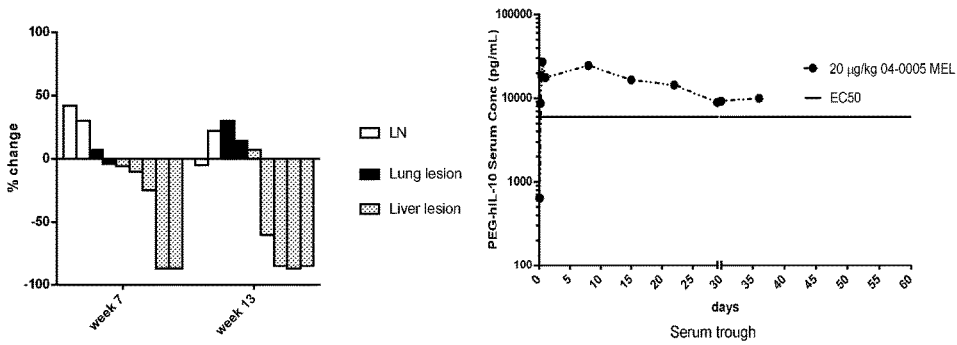 100
50
0
-50
-100
% change
week 7
week 13
LN
Lung lesion
Liver lesion
100000
10000
1000
100
PEG-hIL-10 Serum Conc (pg/mL)
0 5 10 15 20 25 30 35 40 45 50 55 60
days
Serum trough
20 µg/kg 04-0005 MEL
EC50